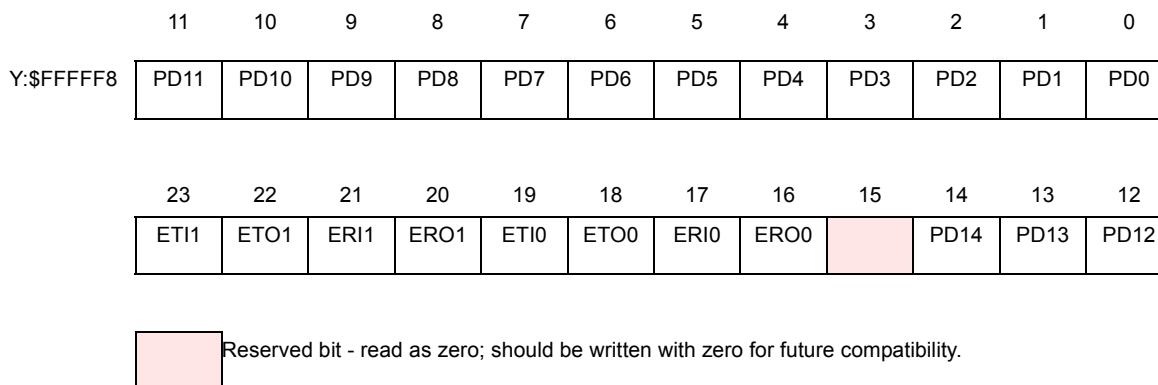 11 10 9 8 7 6 5 4 3 2 1 0
Y:$FFFFF8 PD11 PD10 PD9 PD8 PD7 PD6 PD5 PD4 PD3 PD2 PD1 PD0
23 22 21 20 19 18 17 16 15 14 13 12
ETI1 ETO1 ERI1 ERO1 ETI0 ETO0 ERI0 ERO0 PD14 PD13 PD12
Reserved bit - read as zero; should be written with zero for future compatibility.